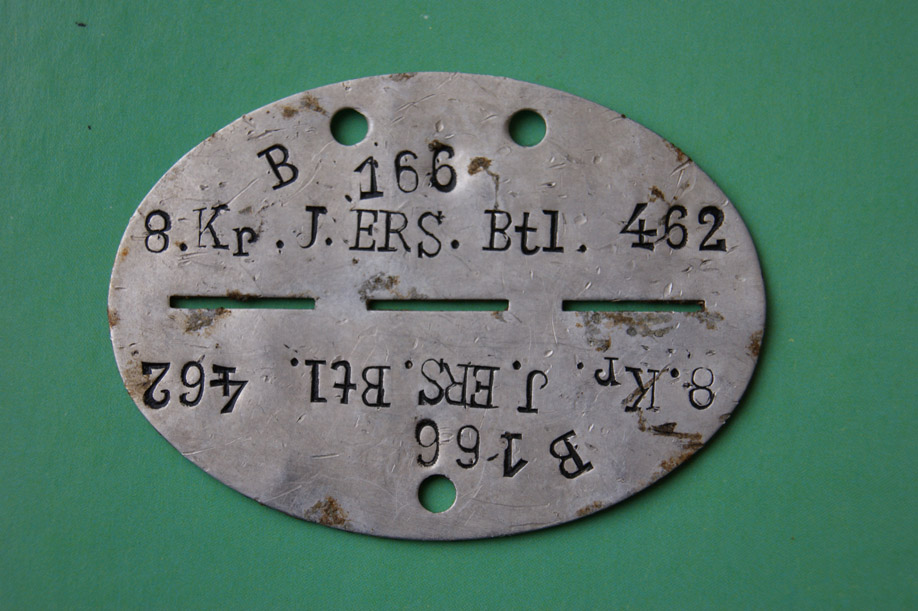 B 166
8.Kr.J.ERS.Btl. 462
8.Kr. J.ERS.Btl. 462
B 166